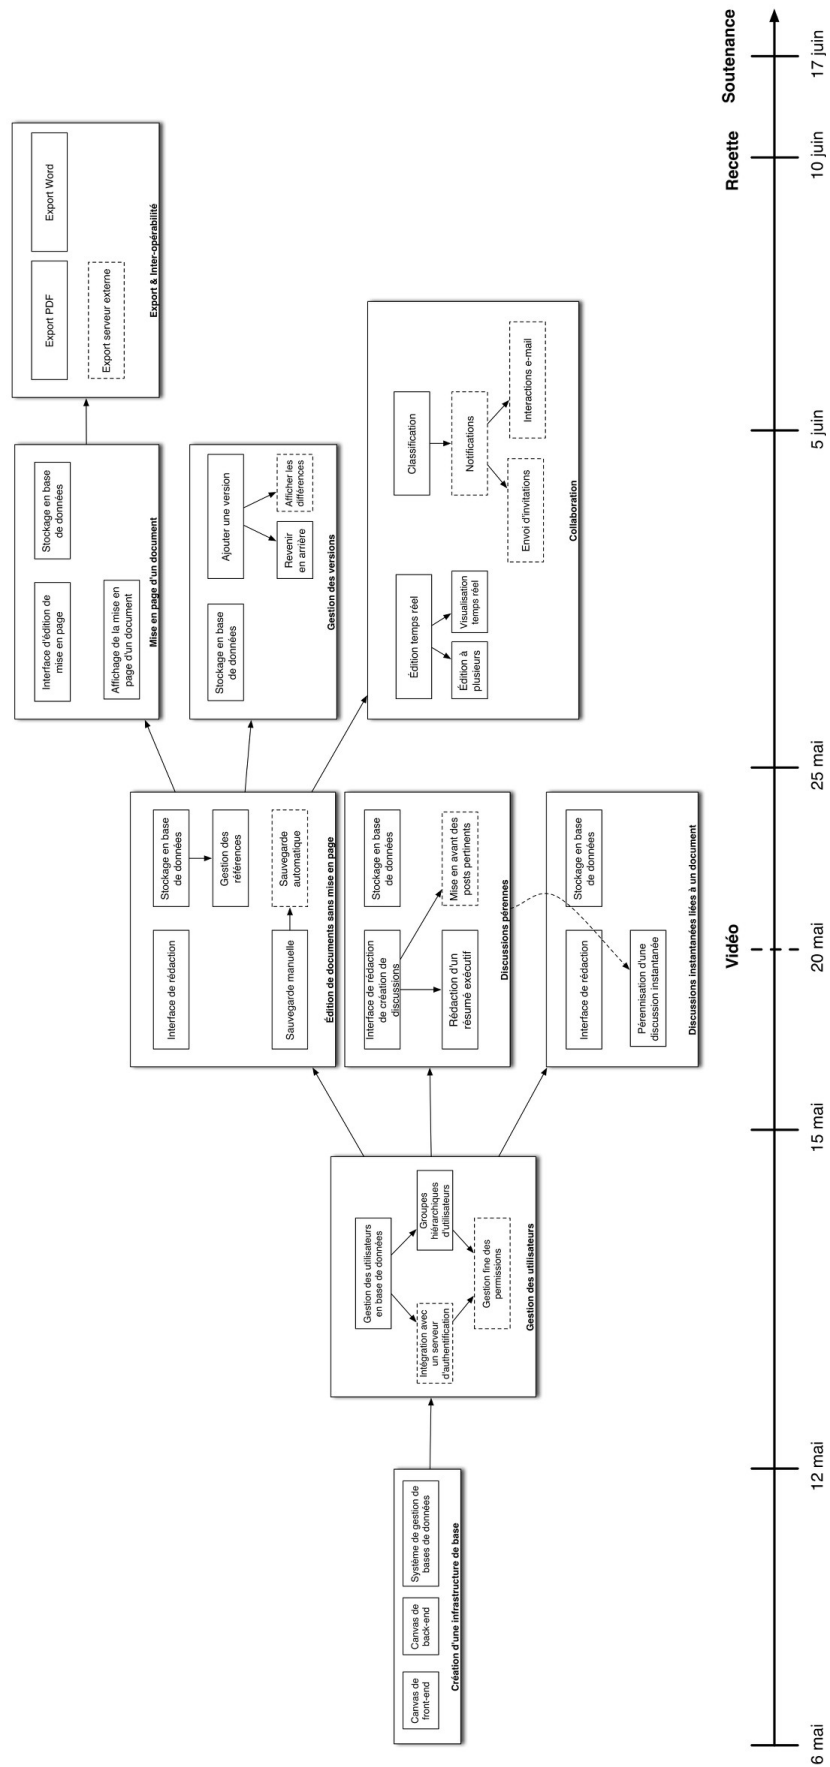 Canvas de
front-end
Canvas de
back-end
Système de gestion de
bases de données
Création d'une infrastructure de base
Gestion des utilisateurs
en base de données
Intégration avec
un serveur
d'authentification
Groupes
hiérarchiques
d'utilisateurs
Gestion fine des
permissions
Gestion des utilisateurs
Interface de rédaction
Stockage en base
de données
Gestion des
références
Sauvegarde manuelle
Sauvegarde
automatique
Édition de documents sans mise en page
Interface de rédaction
de création de
discussions
Stockage en base
de données
Rédaction d'un
résumé exécutif
Mise en avant des
posts pertinents
Discussions pérennes
Interface de rédaction
Stockage en base
de données
Pérennisation d'une
discussion instantanée
Discussions instantanées liées à un document
Interface d'édition de
mise en page
Stockage en base
de données
Affichage de la mise en
page d'un document
Mise en page d'un document
Stockage en base
de données
Ajouter une version
Revenir
en arrière
Afficher les
différences
Gestion des versions
Édition temps réel
Classification
Édition à
plusieurs
Visualisation
temps réel
Notifications
Envoi d'invitations
Interactions e-mail
Collaboration
Export PDF
Export Word
Export serveur externe
Export & Inter-opérabilité
Vidéo
Recette
Soutenance
6 mai
12 mai
15 mai
20 mai
25 mai
5 juin
10 juin
17 juin